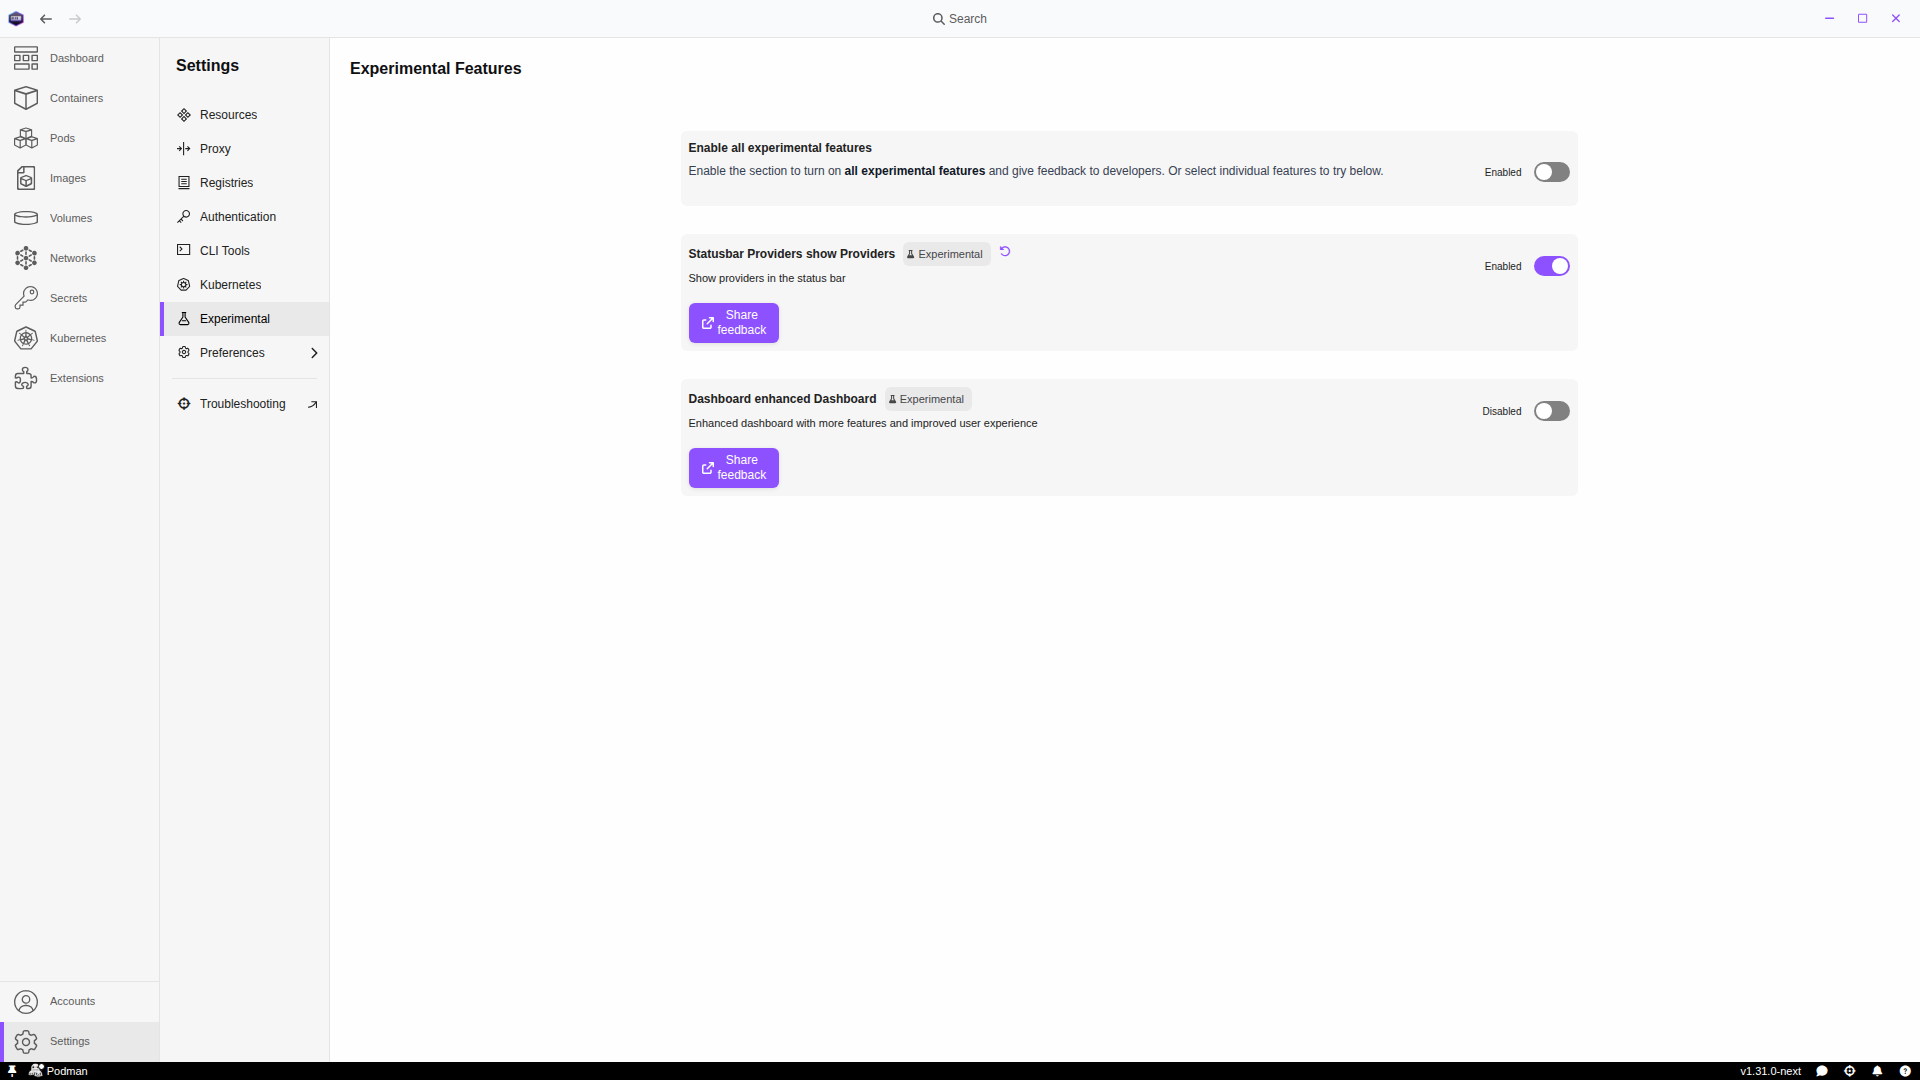 Search
Dashboard
Containers
Pods
Images
Volumes
Networks
Secrets
Kubernetes
Extensions
Accounts
Settings
Settings
Resources
Proxy
Registries
Authentication
CLI Tools
Kubernetes
Experimental
Preferences
Troubleshooting
Experimental Features
Enable all experimental features
Enable the section to turn on all experimental features and give feedback to developers. Or select individual features to try below.
Enabled
Statusbar Providers show Providers Experimental
Show providers in the status bar
Enabled
Share
feedback
Dashboard enhanced Dashboard Experimental
Enhanced dashboard with more features and improved user experience
Disabled
Share
feedback
Podman
v1.31.0-next